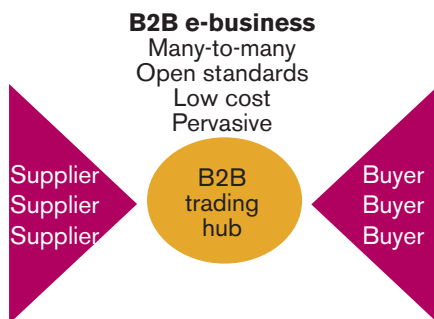 B2B e-business
Many-to-many
Open standards
Low cost
Pervasive
Supplier
Supplier
Supplier
B2B
trading
hub
Buyer
Buyer
Buyer